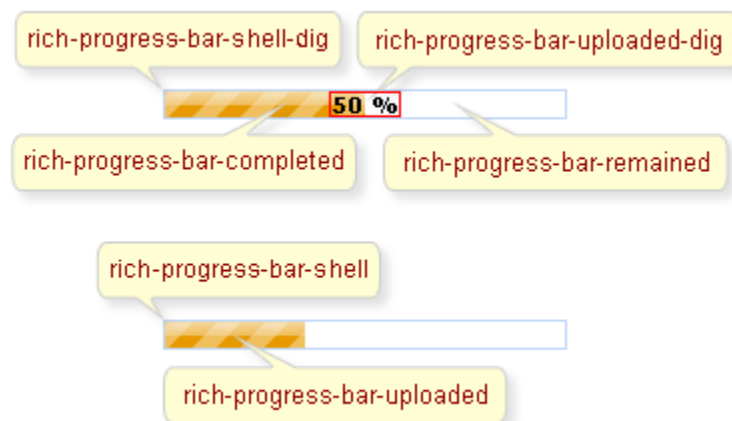 rich-progress-bar-shell-dig
rich-progress-bar-uploaded-dig
50 %
rich-progress-bar-completed
rich-progress-bar-remained
rich-progress-bar-shell
rich-progress-bar-uploaded